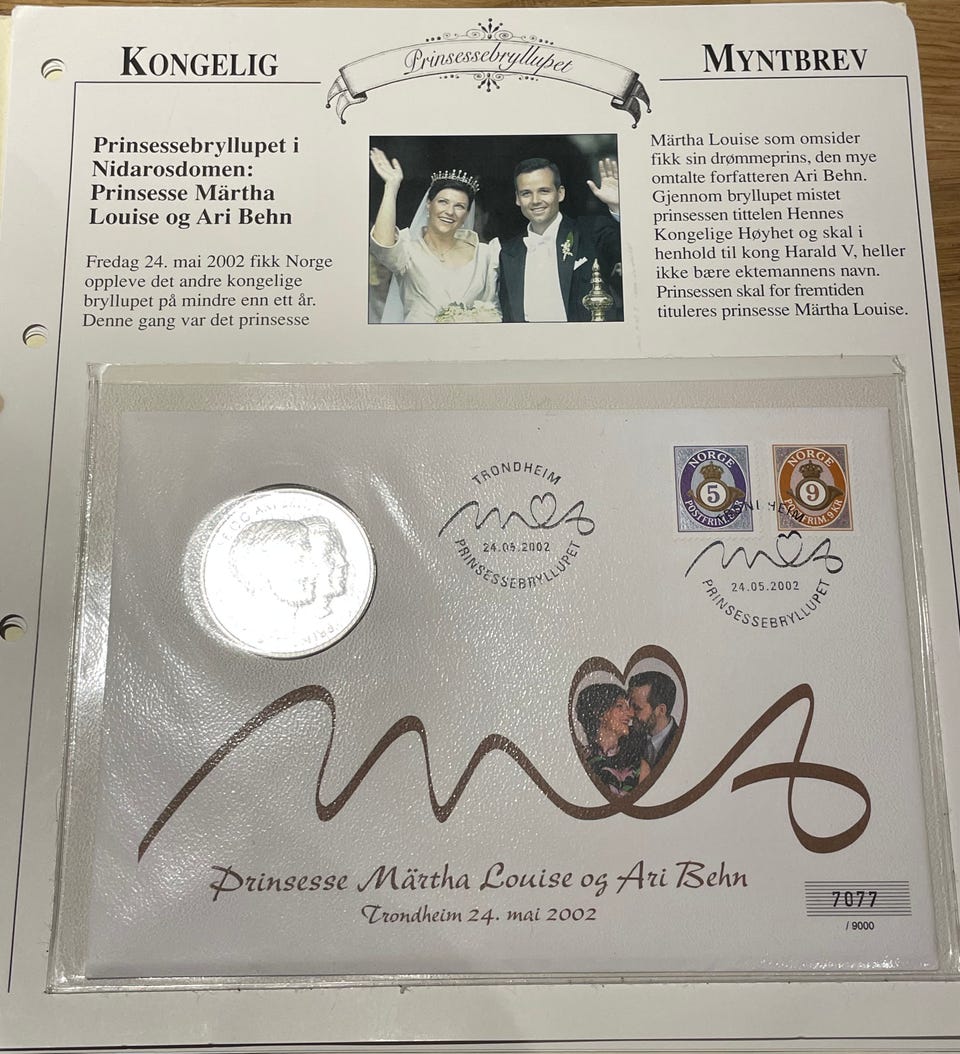 KONGELIG
Prinsessebryllupet
MYNTBREV
Prinsessebryllupet i
Nidarosdomen:
Prinsesse Märtha
Louise og Ari Behn
Fredag 24. mai 2002 fikk Norge
oppleve det andre kongelige
bryllupet på mindre enn ett år.
Denne gang var det prinsesse
Märtha Louise som omsider
fikk sin drømmeprins, den mye
omtalte forfatteren Ari Behn.
Gjennom bryllupet mistet
prinsessen tittelen Hennes
Kongelige Høyhet og skal i
henhold til kong Harald V, heller
ikke bære ektemannens navn.
Prinsessen skal for fremtiden
tituleres prinsesse Märtha Louise.
TRONDHEIM
24.05.2002
PRINSESSEBRYLLUPET
NORGE
5
POSTFRIM. 5 KR
NORGE
9
POSTFRIM. 9 KR
24.05.2002
PRINSESSEBRYLLUPET
Prinsesse Märtha Louise og Ari Behn
Trondheim 24. mai 2002
7077
/ 9000